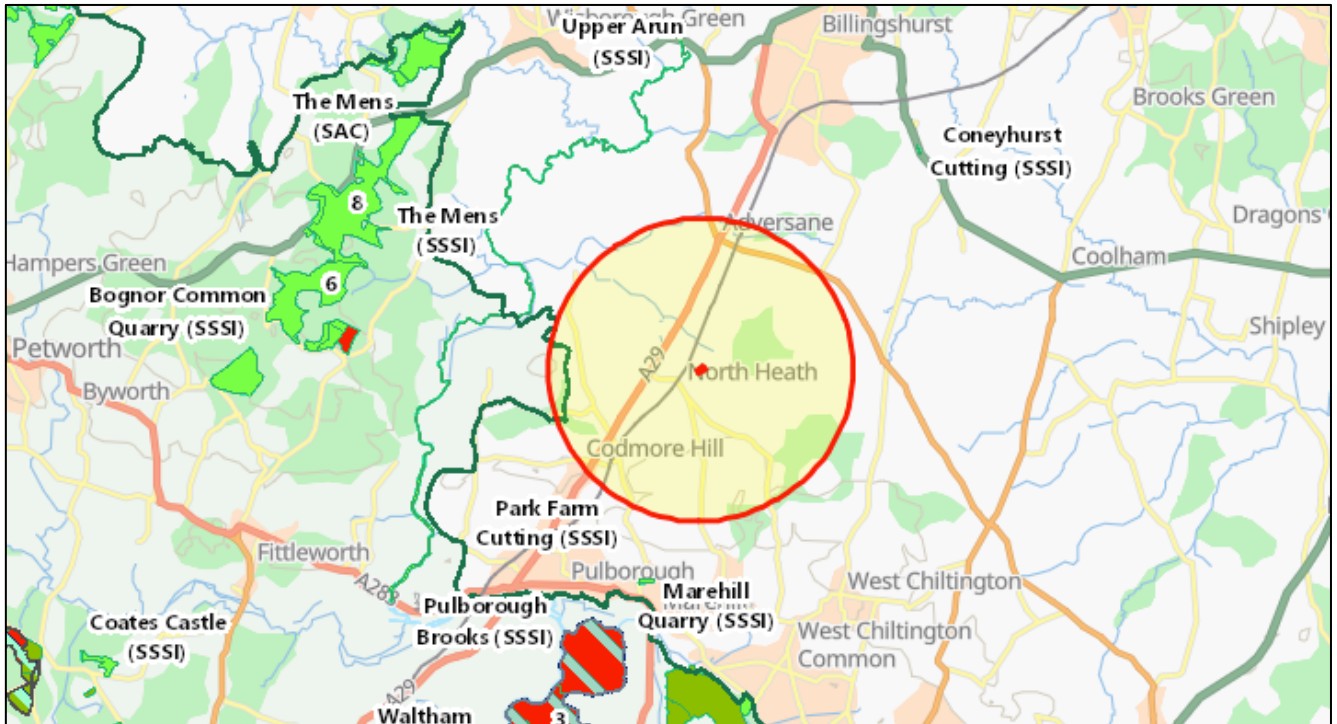 Wisborough Green
Billingshurst
Upper Arun
(SSSI)
The Mens
(SAC)
Brooks Green
Coneyhurst
Cutting (SSSI)
8
The Mens
(SSSI)
Adversane
Dragons
Hampers Green
Coolham
6
Bognor Common
Quarry (SSSI)
Shipley
Petworth
A29
North Heath
Byworth
Codmore Hill
Park Farm
Cutting (SSSI)
Fittleworth
A283
Pulborough
West Chiltington
Marehill
Quarry (SSSI)
Pulborough
Brooks (SSSI)
Coates Castle
(SSSI)
West Chiltington
Common
A29
Waltham
3